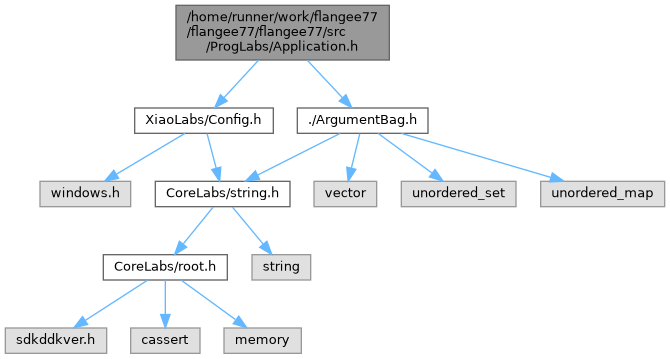 /home/runner/work/flangee77
/flangee77/flangee77/src
/ProgLabs/Application.h
XiaoLabs/Config.h
./ArgumentBag.h
windows.h
CoreLabs/string.h
vector
unordered_set
unordered_map
CoreLabs/root.h
string
sdkddkver.h
cassert
memory